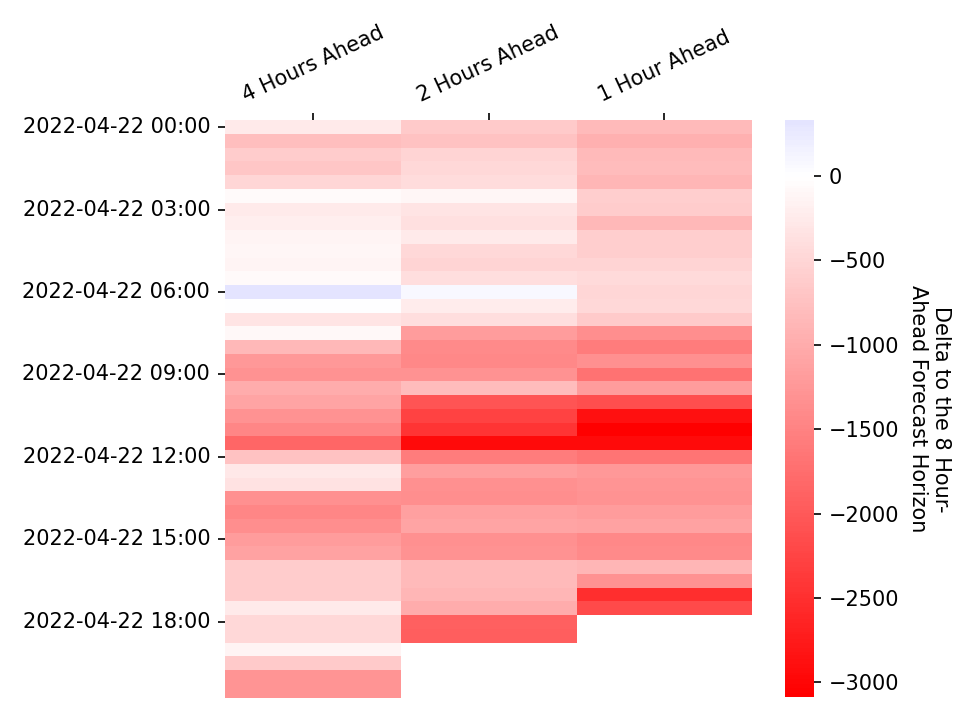 4 Hours Ahead
2 Hours Ahead
1 Hour Ahead
2022-04-22 00:00
2022-04-22 03:00
2022-04-22 06:00
2022-04-22 09:00
2022-04-22 12:00
2022-04-22 15:00
2022-04-22 18:00
0
−500
−1000
−1500
−2000
−2500
−3000
Delta to the 8 Hour-
Ahead Forecast Horizon